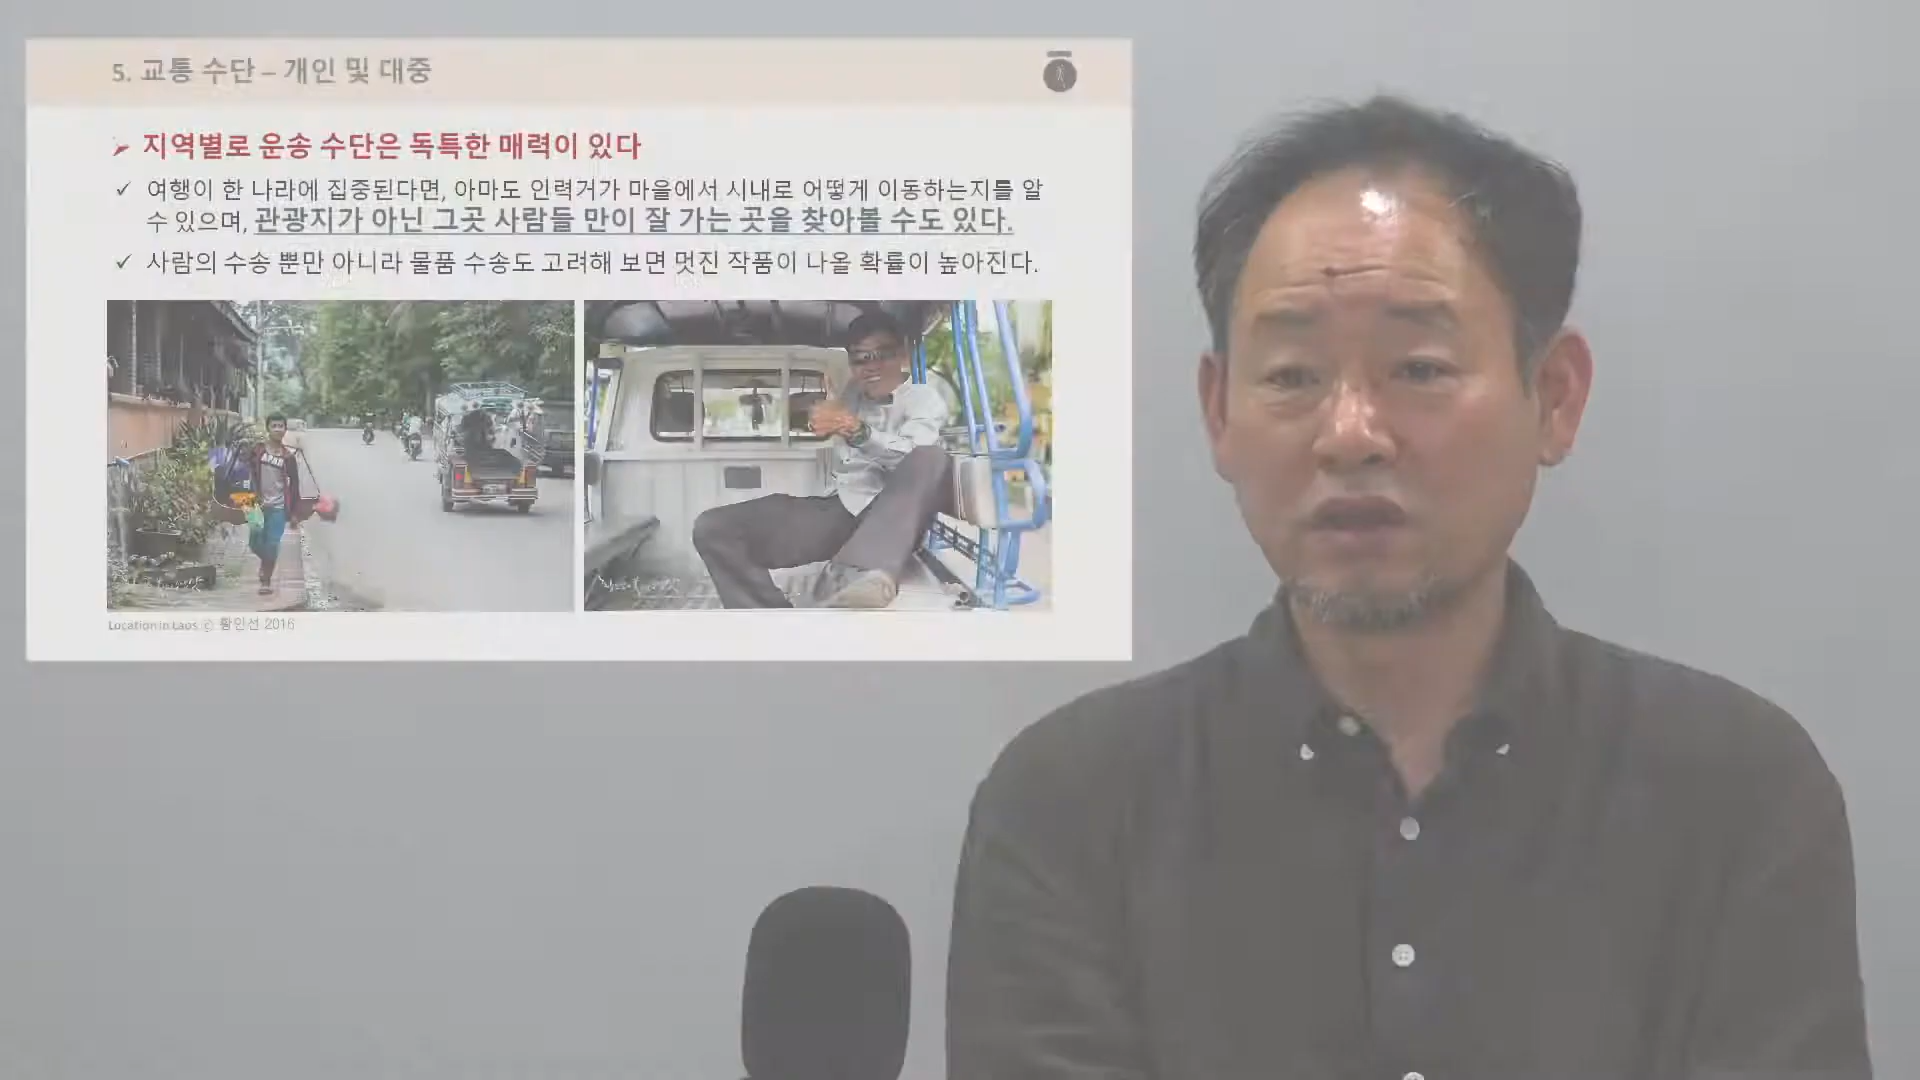 5. 교통 수단 – 개인 및 대중
➢ 지역별로 운송 수단은 독특한 매력이 있다
✓ 여행이 한 나라에 집중된다면, 아마도 인력거가 마을에서 시내로 어떻게 이동하는지를 알
수 있으며, 관광지가 아닌 그곳 사람들 만이 잘 가는 곳을 찾아볼 수도 있다.
✓ 사람의 수송 뿐만 아니라 물품 수송도 고려해 보면 멋진 작품이 나올 확률이 높아진다.
Location in Laos © 황인선 2016